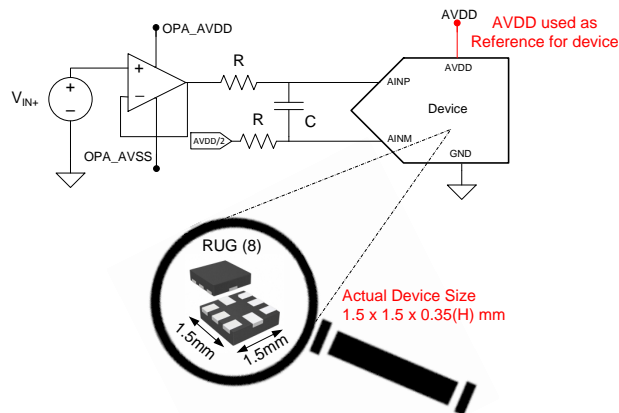 OPA_AVDD
AVDD
AVDD used as
Reference for device
R
AINP
AVDD
VIN+
+
−
+
−
C
Device
AVDD/2
R
AINM
OPA_AVSS
GND
RUG (8)
1.5mm
1.5mm
Actual Device Size
1.5 x 1.5 x 0.35(H) mm